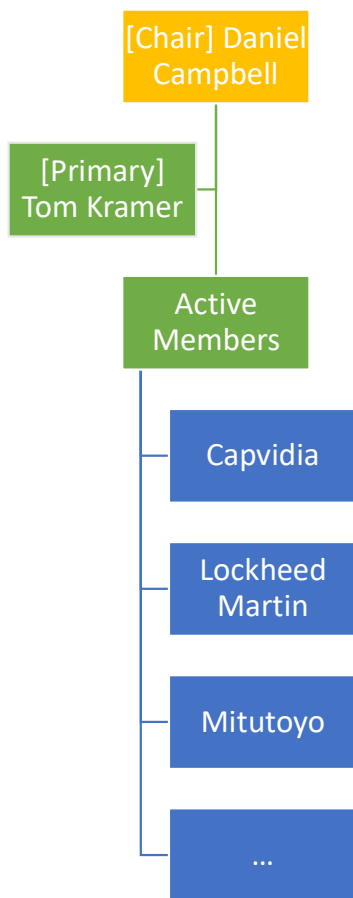 [Chair] Daniel
Campbell
[Primary]
Tom Kramer
Active
Members
Capvidia
Lockheed
Martin
Mitutoyo
...